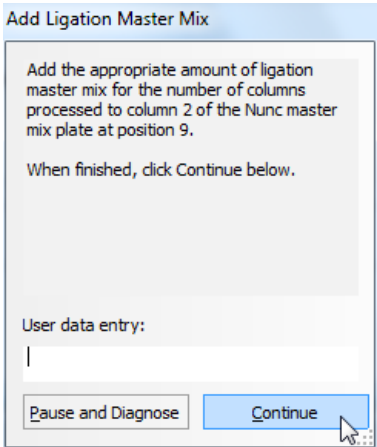 Add Ligation Master Mix
Add the appropriate amount of ligation
master mix for the number of columns
processed to column 2 of the Nunc master
mix plate at position 9.
When finished, click Continue below.
User data entry:
Pause and Diagnose
Continue